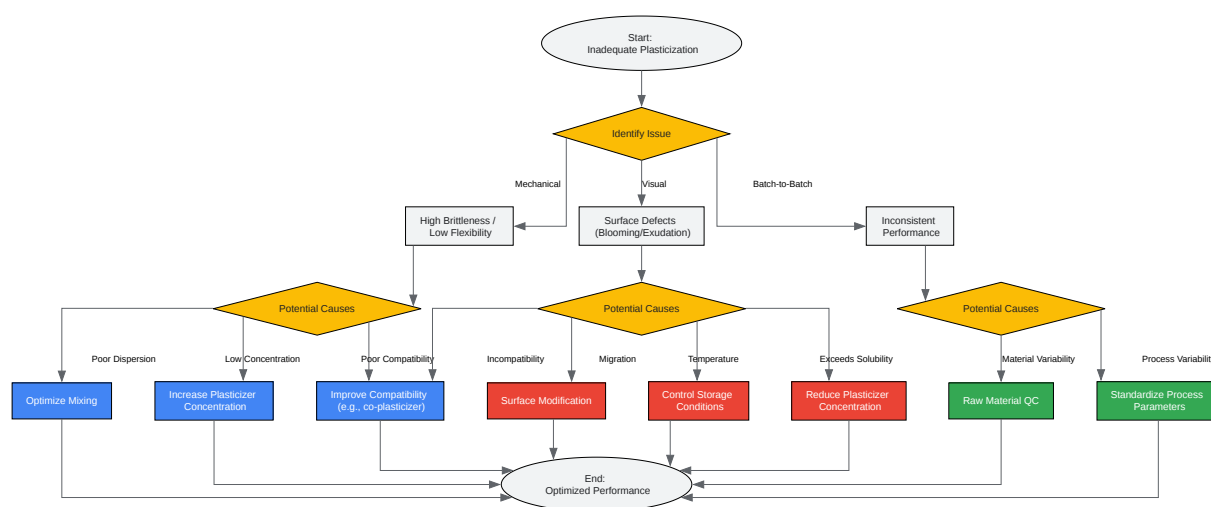 Start:
Inadequate Plasticization
Identify Issue
Mechanical
Visual
Batch-to-Batch
High Brittleness /
Low Flexibility
Surface Defects
(Blooming/Exudation)
Inconsistent
Performance
Potential Causes
Potential Causes
Potential Causes
Poor Dispersion
Low Concentration
Poor Compatibility
Incompatibility
Migration
Temperature
Exceeds Solubility
Material Variability
Process Variabilit
Optimize Mixing
Increase Plasticizer
Concentration
Improve Compatibility
(e.g., co-plasticizer)
Surface Modification
Control Storage
Conditions
Reduce Plasticizer
Concentration
Raw Material QC
Standardize Process
Parameters
End:
Optimized Performance